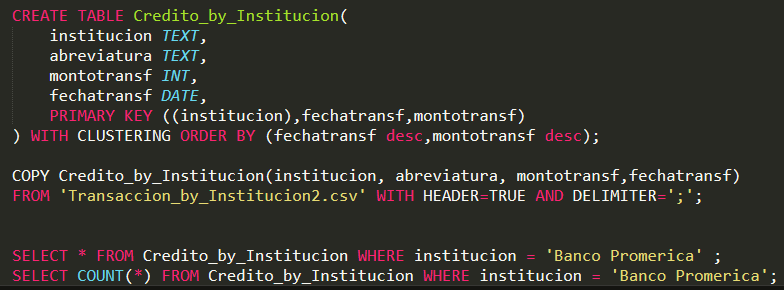 CREATE TABLE Credito_by_Institucion(
    institucion TEXT,
    abreviatura TEXT,
    montotransf INT,
    fechatransf DATE,
    PRIMARY KEY ((institucion),fechatransf,montotransf)
) WITH CLUSTERING ORDER BY (fechatransf desc,montotransf desc);
COPY Credito_by_Institucion(institucion, abreviatura, montotransf,fechatransf)
FROM 'Transaccion_by_Institucion2.csv' WITH HEADER=TRUE AND DELIMITER=';';
SELECT * FROM Credito_by_Institucion WHERE institucion = 'Banco Promerica' ;
SELECT COUNT(*) FROM Credito_by_Institucion WHERE institucion = 'Banco Promerica';